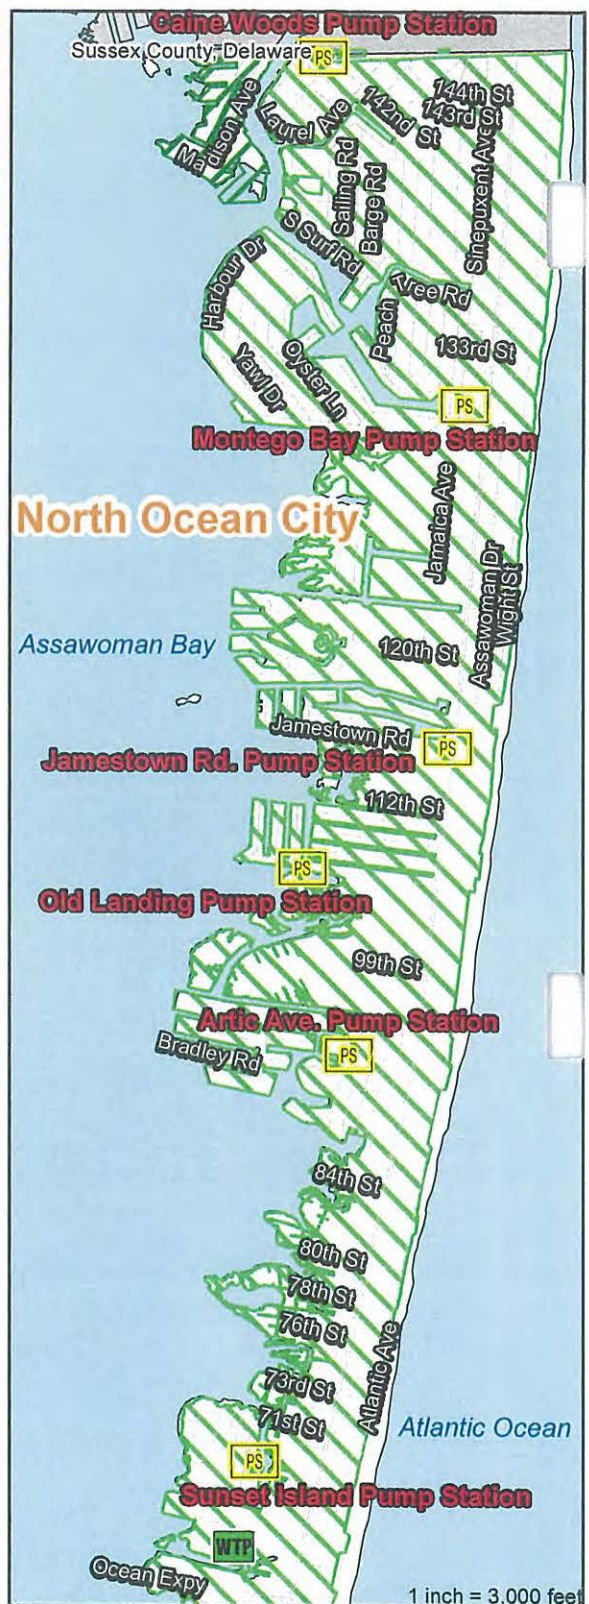 Caine Woods Pump Station
Sussex County, Delaware
PS
144th St
143rd St
142nd St
Laurel Ave
Madison Ave
Sinepuxent Ave
Sailing Rd
Barge Rd
S Surf Rd
Harbour Dr
Peach Tree Rd
133rd St
Oyster Ln
Yawl Dr
PS
Montego Bay Pump Station
North Ocean City
Jamaica Ave
Assawoman Dr
Wight St
Assawoman Bay
120th St
Jamestown Rd
PS
Jamestown Rd. Pump Station
112th St
PS
Old Landing Pump Station
99th St
Artic Ave. Pump Station
Bradley Rd
PS
84th St
80th St
78th St
76th St
Atlantic Ave
73rd St
71st St
Atlantic Ocean
PS
Sunset Island Pump Station
WTP
Ocean Expy
1 inch = 3,000 feet